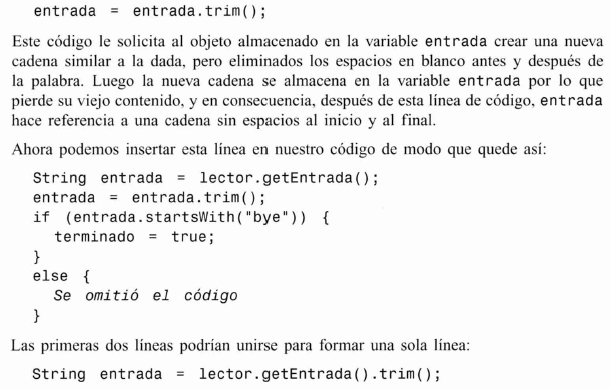 entrada = entrada.trim();
Este código le solicita al objeto almacenado en la variable entrada crear una nueva
cadena similar a la dada, pero eliminados los espacios en blanco antes y después de
la palabra. Luego la nueva cadena se almacena en la variable entrada por lo que
pierde su viejo contenido, y en consecuencia, después de esta línea de código, entrada
hace referencia a una cadena sin espacios al inicio y al final.
Ahora podemos insertar esta línea en nuestro código de modo que quede así:
String entrada = lector.getEntrada();
entrada = entrada.trim();
if (entrada.startsWith("bye")) {
terminado = true;
}
else {
Se omitió el código
}
Las primeras dos líneas podrían unirse para formar una sola línea:
String entrada = lector.getEntrada().trim();